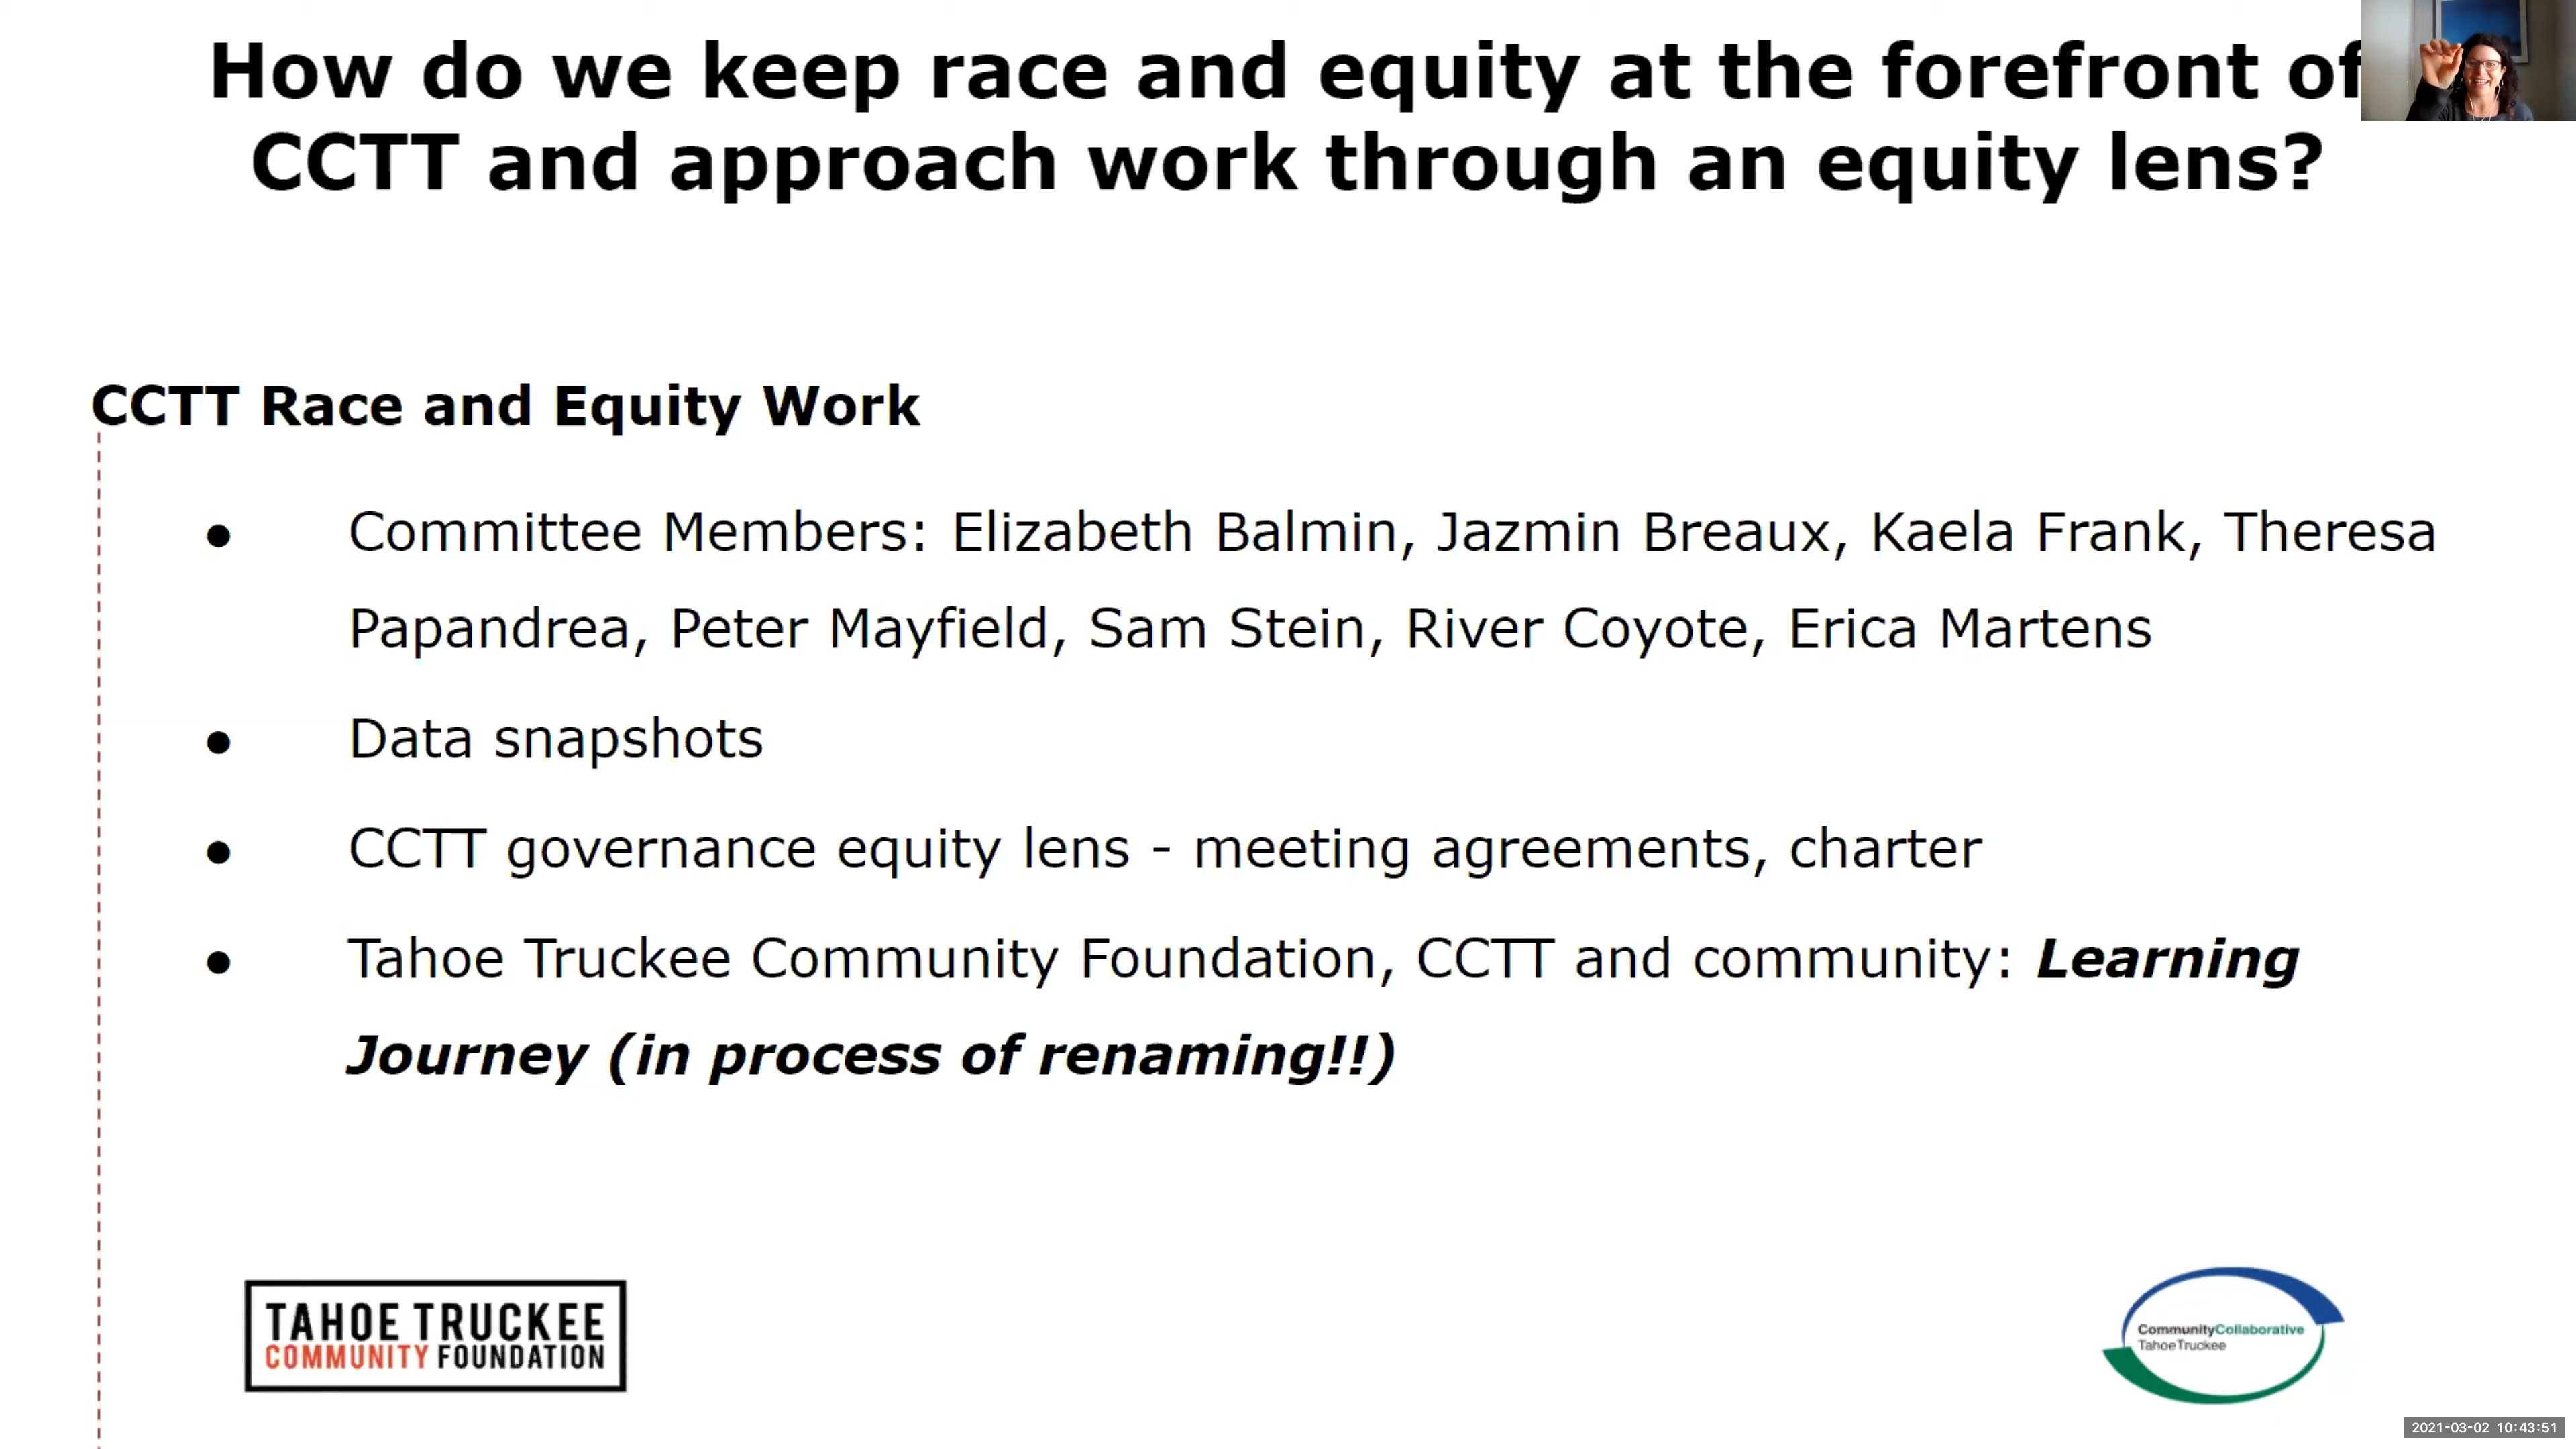 How do we keep race and equity at the forefront of
CCTT and approach work through an equity lens?
CCTT Race and Equity Work
● Committee Members: Elizabeth Balmin, Jazmin Breaux, Kaela Frank, Theresa
Papandrea, Peter Mayfield, Sam Stein, River Coyote, Erica Martens
● Data snapshots
● CCTT governance equity lens - meeting agreements, charter
● Tahoe Truckee Community Foundation, CCTT and community: Learning
Journey (in process of renaming!!)
TAHOE TRUCKEE
COMMUNITY FOUNDATION
CommunityCollaborative
TahoeTruckee
2021-03-02 10:43:51